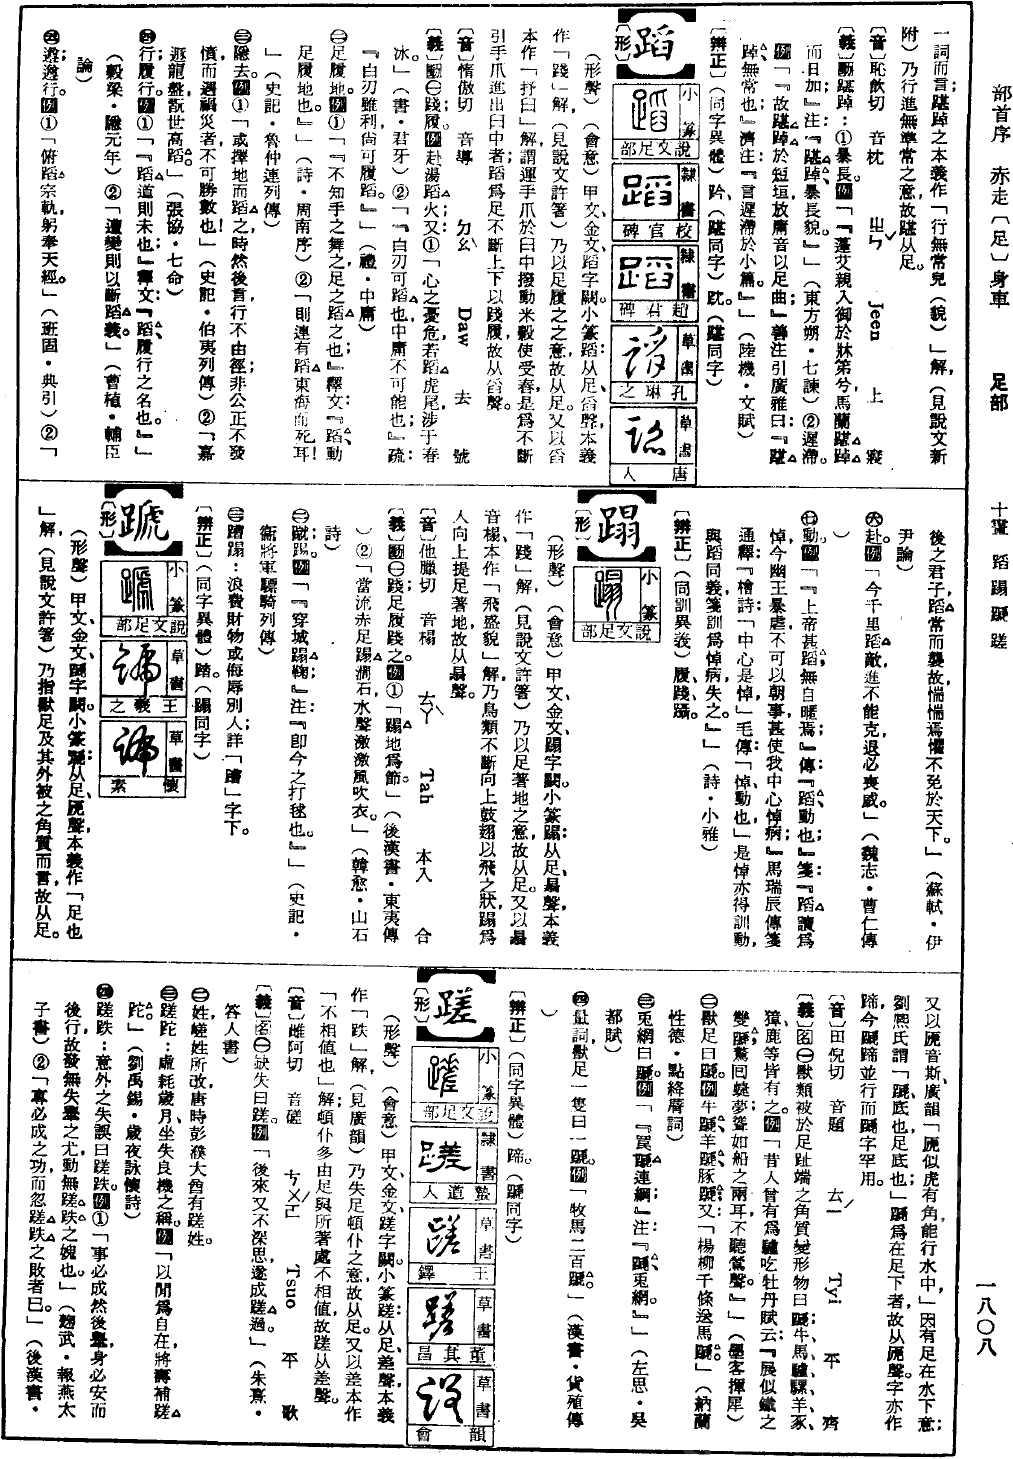 部首序 赤走〔足〕身車 足部 十畫 蹈蹋蹏蹉 一八〇八
一詞而言踸踔之本義作「行無常皃（貌）」解，（見說文新
附）乃行進無準常之意，故踸从足。
〔音〕恥飲切 音枕 ㄓㄣˇ Jeen 上 寢
〔義〕動踸踔：①暴長。例「『蓬艾親入御於牀第兮，馬蘭踸踔
而日加』注：『踸踔暴長貌。』」（東方朔・七諫）②遲滯。
例「『故踸踔於短垣，放庸音以足曲』善注引廣雅曰：『踸
踔無常也』濟注：『言遲滯於小篇。』」（陸機・文賦）
〔辨正〕（同字異體）趻、（踸同字）踸同字）
蹈
〔形〕
小篆 說文足部
隸書 校官碑
隸書 趙君碑
草書 孔琳之
草書 唐人
（形聲）（會意）甲文、金文蹈字闕。小篆蹈：从足、舀聲，本義
作「踐」解，（見說文許箸）乃以足履之之意，故从足。又以舀
本作「抒臼」解，謂運手爪於臼中撥動米穀使受舂，是爲不斷
引手爪進出臼中者；蹈爲足不斷上下以踐履，故从舀聲。
〔音〕惰傲切 音導 ㄉㄠˋ Daw 去 號
〔義〕動㊀踐履。例赴湯蹈火。又①「心之憂危，若蹈虎尾，涉于春
冰。」（書・君牙）②「『白刃可蹈也，中庸不可能也』疏：
『白刃雖利，尚可履蹈。』」（禮・中庸）
㊁足履地。例①「『不知手之舞之，足之蹈之也』釋文：『蹈，動
足履地也。』」（詩・周南序）②「則連有蹈東海而死耳！
」（史記・魯仲連列傳）
㊂隱去。例①「或擇地而蹈之，時然後言，行不由徑，非公正不發
憤，而遇禍災者，不可勝數也！」（史記・伯夷列傳）②「嘉
遯龍盤，翫世高蹈。」（張協・七命）
㊃行；履行。例①「『蹈道則未也』釋文：『蹈，履行之名也。』」
（穀梁・隱元年）②「遭變則以斷蹈義。」（曹植・輔臣
論）
㊄遵；遵行。例①「俯蹈宗軌，躬奉天經。」（班固・典引）②「
後之君子，蹈常而襲故，惴惴焉懼不免於天下。」（蘇軾・伊
尹論）
㊅赴。例「今千里蹈敵，進不能克，退必喪威。」（魏志・曹仁傳
）
㊆動。例「『上帝甚蹈，無自暱焉。』傳：『蹈，動也』箋：『蹈讀爲
悼，今幽王暴虐，不可以朝事，甚使我中心悼病』馬瑞辰傳箋
通釋：『檜詩「中心是悼」毛傳：「悼動也」是悼亦得訓動，
與蹈同義，箋訓爲悼病，失之。』」（詩・小雅）
〔辨正〕（同訓異義）履、踐、躡。
蹋
〔形〕
小篆 說文足部
（形聲）（會意）甲文、金文、蹋字闕。小篆蹋：从足、𦐇聲，本義
作「踐」解，（見說文許箸）乃以足著地之意，故从足。又以𦐇
音榻，本作「飛盛貌」解，乃鳥類不斷向上鼓翅以飛之狀；蹋爲
人向上提足著地，故从𦐇聲。
〔音〕他臘切 音榻 ㄊㄚˋ Tah 本入 合
〔義〕動㊀踐；足履踐之。例①「蹋地爲節。」（後漢書・東夷傳
）②「當流赤足蹋澗石，水聲激激風吹衣。」（韓愈・山石
詩）
㊁蹴；踢。例「『穿城蹋鞠』注：『即今之打毬也。』」（史記・
衞將軍驃騎列傳）
㊂蹧蹋：浪費財物或侮辱別人；詳「蹧」字下。
〔辨正〕（同字異體）踏。（蹋同字）
蹏
〔形〕
小篆 說文足部
草書 王羲之
草書 懷素
（形聲）甲文、金文蹏字闕。小篆蹏：从足、虒聲，本義作「足也
」解，（見說文許箸）乃指獸足及其外被之角質而言，故从足。
又以虒音斯，廣韻「虒似虎有角，能行水中」因有足在水下意；
劉熙氏謂「蹏，底也，足底也」蹏爲在足下者，故从虒聲。字亦作
蹄，今蹏蹄並行而蹏字罕用。
〔音〕田倪切 音題 ㄊㄧˊ Tyi 平 齊
〔義〕名㊀獸類被於足趾端之角質變形物曰蹏，牛、馬、驢、騾、羊、豕、
獐、鹿等皆有之。例「昔人曾有爲驢吃牡丹賦云：『展似鐵之
雙蹏，驚回蝶夢；聳如船之兩耳，不聽鶯聲。』」（墨客揮犀）
㊁獸足曰蹏。例牛蹏、羊蹏、豚蹏。又「楊柳千條送馬蹏。」（納蘭
性德・點絳脣詞）
㊂兎網曰蹏。例「『罠蹏連網』注：『蹏，兎網。』」（左思・吳
都賦）
㊃量詞，獸足一隻曰一蹏。例「牧馬二百蹏。」（漢書・貨殖傳
）
〔辨正〕（同字異體）蹄。（蹏同字）
蹉
〔形〕
小篆 說文足部
隸書 蟄道人
草書 王鐸
草書 董其昌
草書 韻會
（形聲）（會意）甲文、金文、蹉字闕。小篆蹉：从足、差聲，本義
作「跌」解，（見廣韻）乃失足頓仆之意，故从足。又以差本作
「不相值也」解，頓仆多由足與所著處不相值，故蹉从差聲。
〔音〕雌阿切 音磋 ㄘㄨㄛ Tsuo 平 歌
〔義〕名㊀缺失曰蹉。例「後來又不深思，遂成蹉過。」（朱熹・
答人書）
㊁姓，嵯姓所改，唐時彭濮大酋有蹉姓。
㊂蹉跎：虛耗歲月、坐失良機之稱。例「以閒爲自在，將壽補蹉
跎。」（劉禹錫・歲夜詠懷詩）
㊃蹉跌：意外之失誤曰蹉跌。例①「事必成然後舉，身必安而
後行，故發無失舉之尤，動無蹉跌之媿也。」（趙武・報燕太
子書）②「専必成之功，而忽蹉跌之敗者已。」（後漢書・